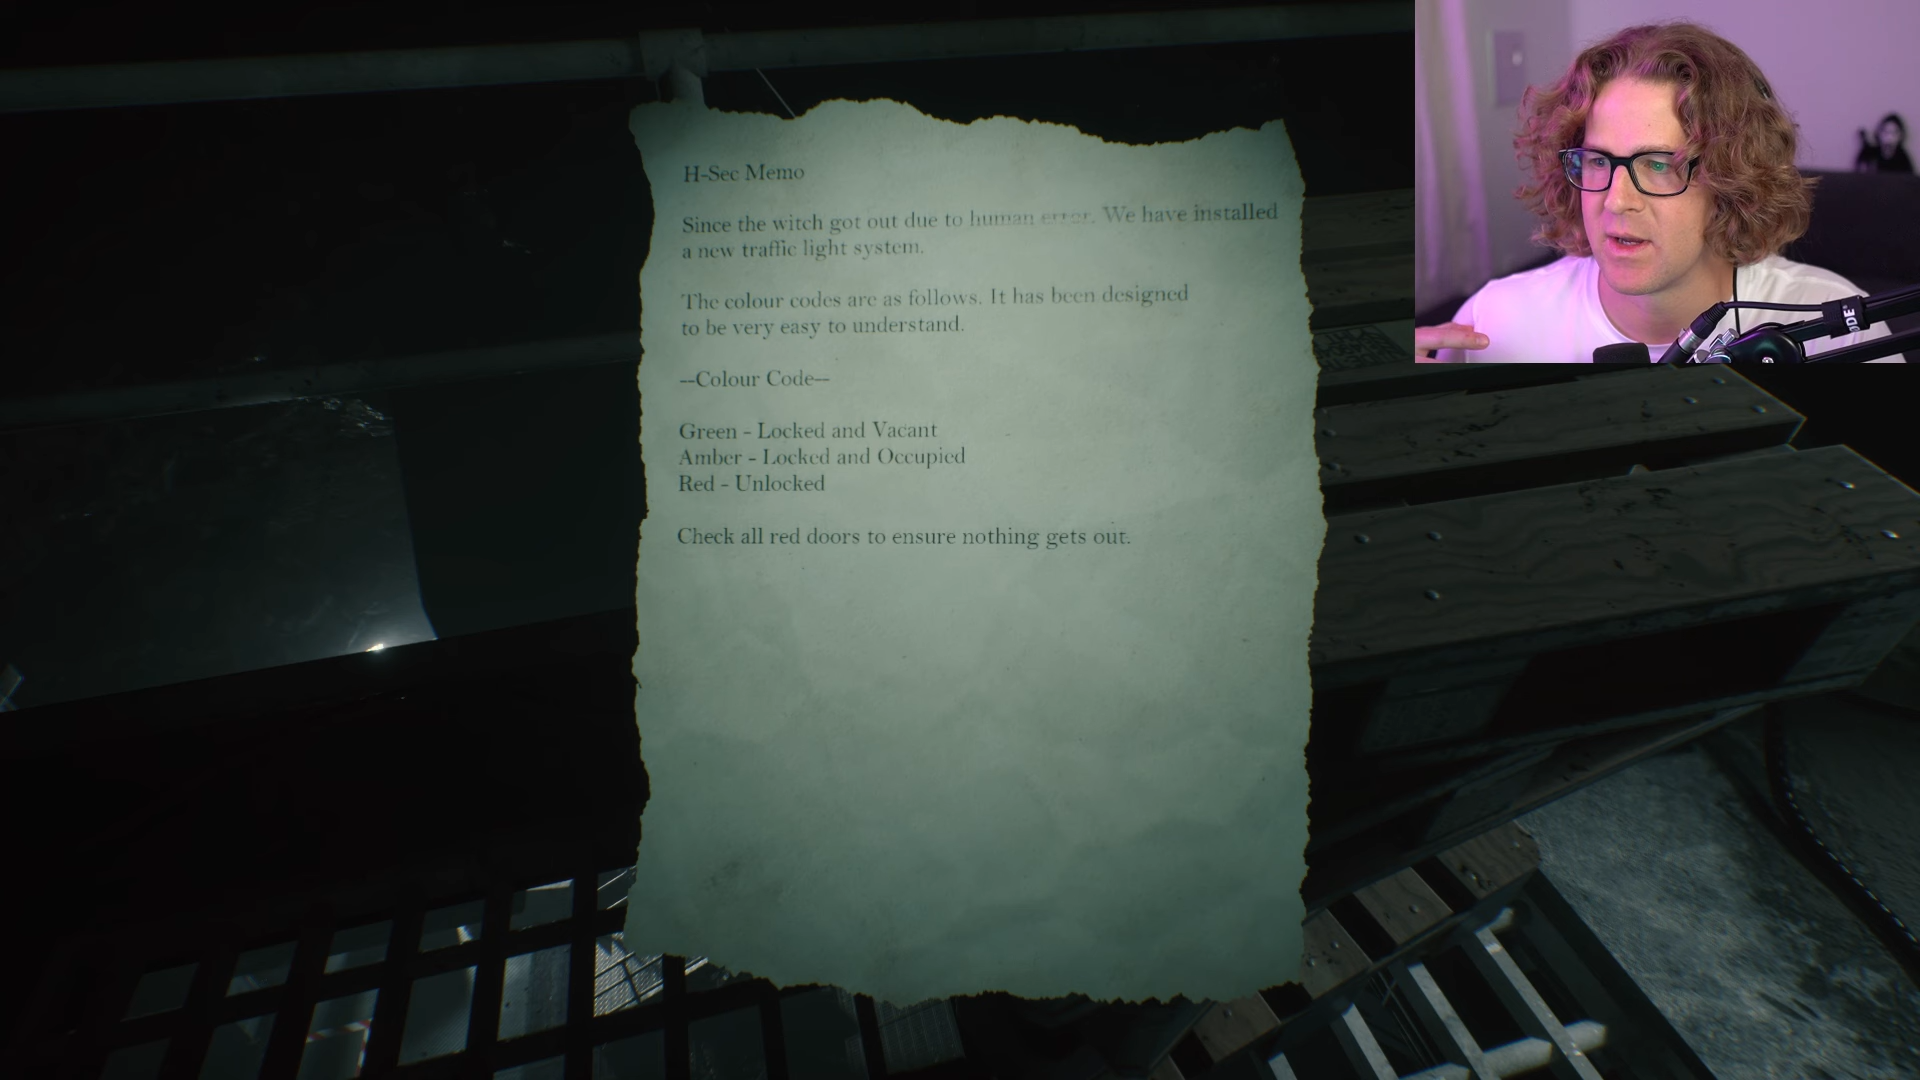 H-Sec Memo
Since the witch got out due to human error. We have installed
a new traffic light system.
The colour codes are as follows. It has been designed
to be very easy to understand.
--Colour Code--
Green - Locked and Vacant
Amber - Locked and Occupied
Red - Unlocked
Check all red doors to ensure nothing gets out.